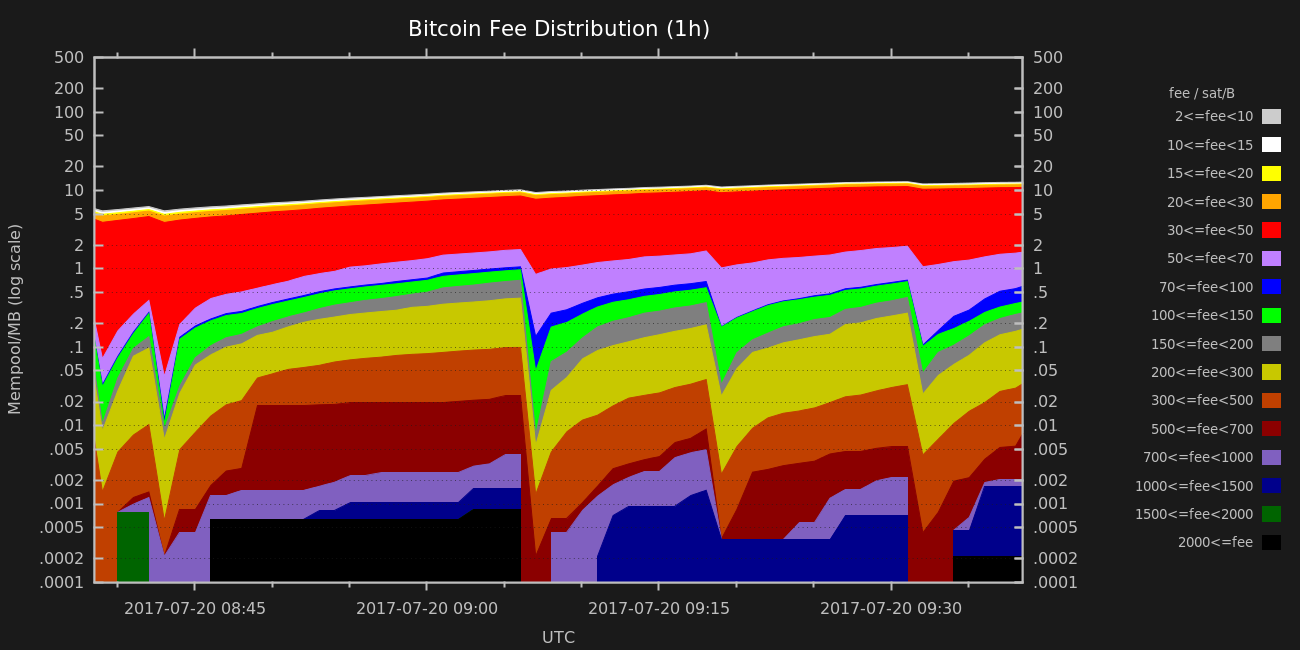 Bitcoin Fee Distribution (1h)
Mempool/MB (log scale)
500
200
100
50
20
10
5
2
1
.5
.2
.1
.05
.02
.01
.005
.002
.001
.0005
.0002
.0001
500
200
100
50
20
10
5
2
1
.5
.2
.1
.05
.02
.01
.005
.002
.001
.0005
.0002
.0001
2017-07-20 08:45
2017-07-20 09:00
2017-07-20 09:15
2017-07-20 09:30
UTC
fee / sat/B
2<=fee<10
10<=fee<15
15<=fee<20
20<=fee<30
30<=fee<50
50<=fee<70
70<=fee<100
100<=fee<150
150<=fee<200
200<=fee<300
300<=fee<500
500<=fee<700
700<=fee<1000
1000<=fee<1500
1500<=fee<2000
2000<=fee